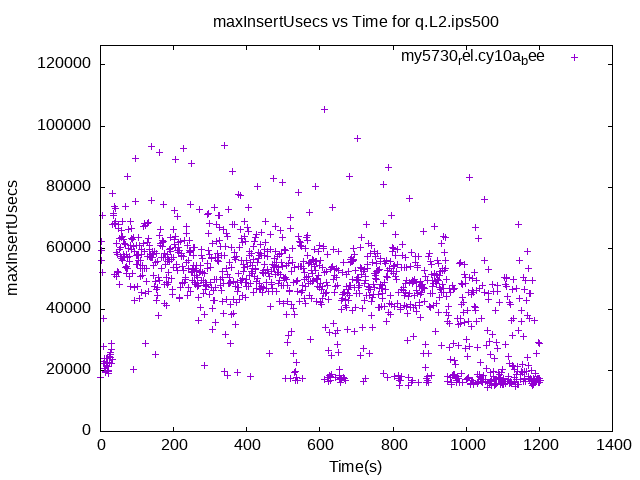 maxInsertUsecs vs Time for q.L2.ips500
my5730rel.cy10abee
120000
100000
80000
60000
40000
20000
0
maxInsertUsecs
0 200 400 600 800 1000 1200 1400
Time(s)